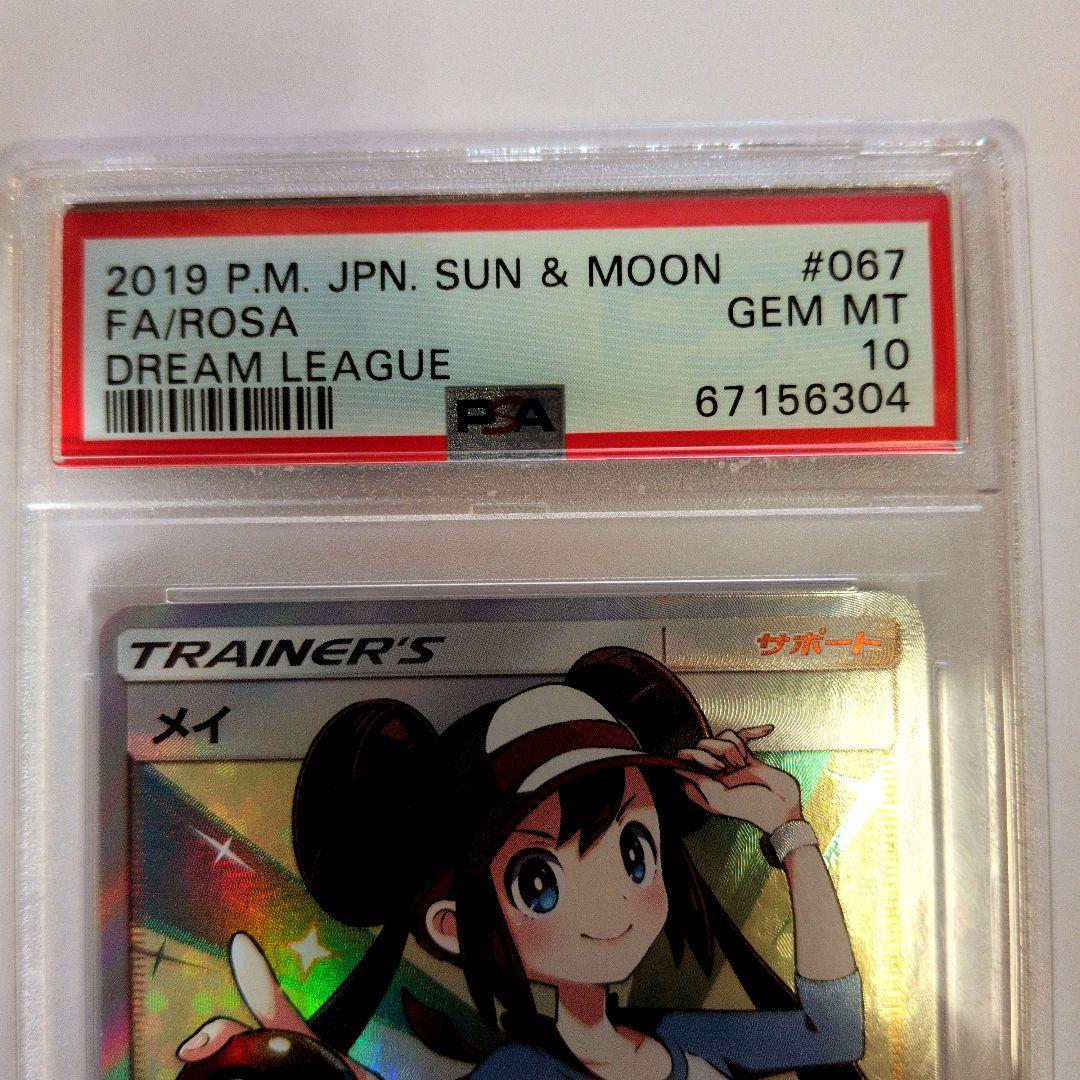 2019 P.M. JPN. SUN & MOON #067
FA/ROSA GEM MT
DREAM LEAGUE 10
PSA 67156304
TRAINER'S サポート
メイ